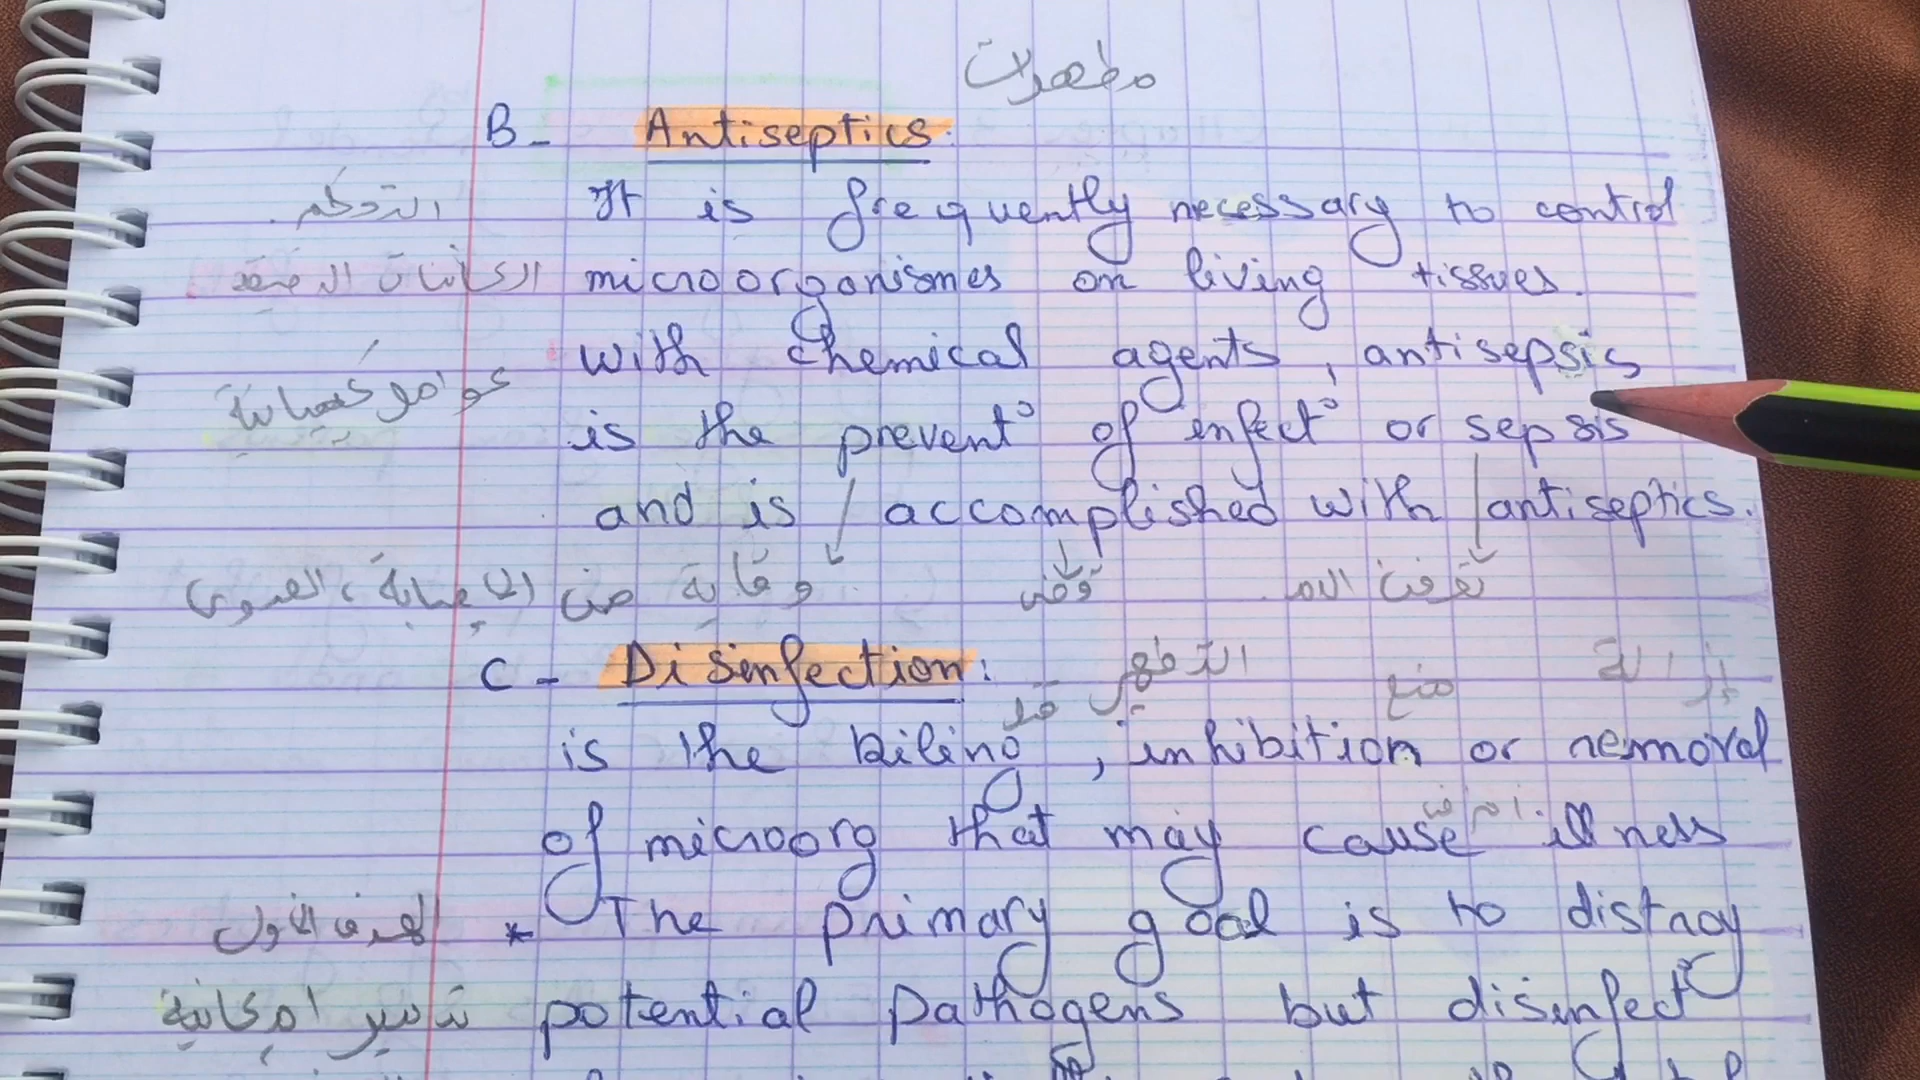 مطهرات
B - Antiseptics:
التحكم It is frequently necessary to control
الكائنات الدقيقة microorganismes on living tissues.
with chemical agents, antisepsis
عوامل كيميائية
is the prevent° of infect° or sepsis
and is accomplished with antiseptics.
وقاية من الإصابة، العدوى
تعفن الدم
C - Disinfection:
التطهير
منع
إزالة
قتل
is the kiling, inhibition or removal
of microorg that may cause illness
الهدف الأول * The primary goal is to distroy
تدمير امكانية potential pathogens but disinfect°